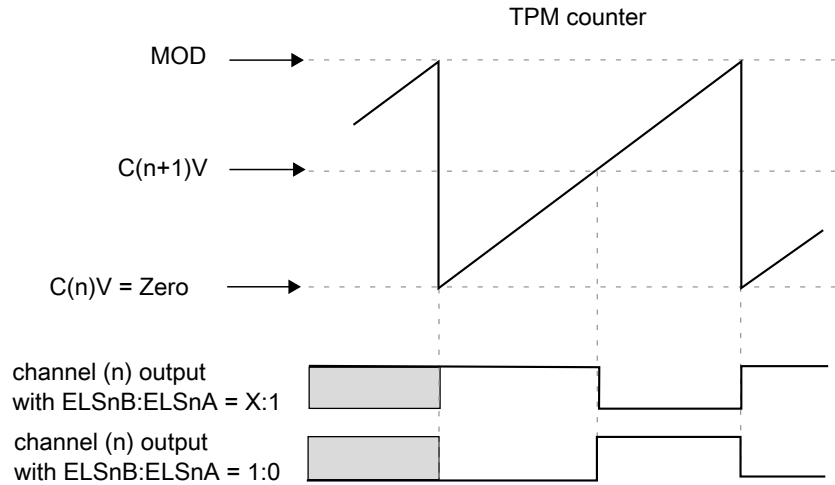 TPM counter
MOD
C(n+1)V
C(n)V = Zero
channel (n) output
with ELSnB:ELSnA = X:1
channel (n) output
with ELSnB:ELSnA = 1:0